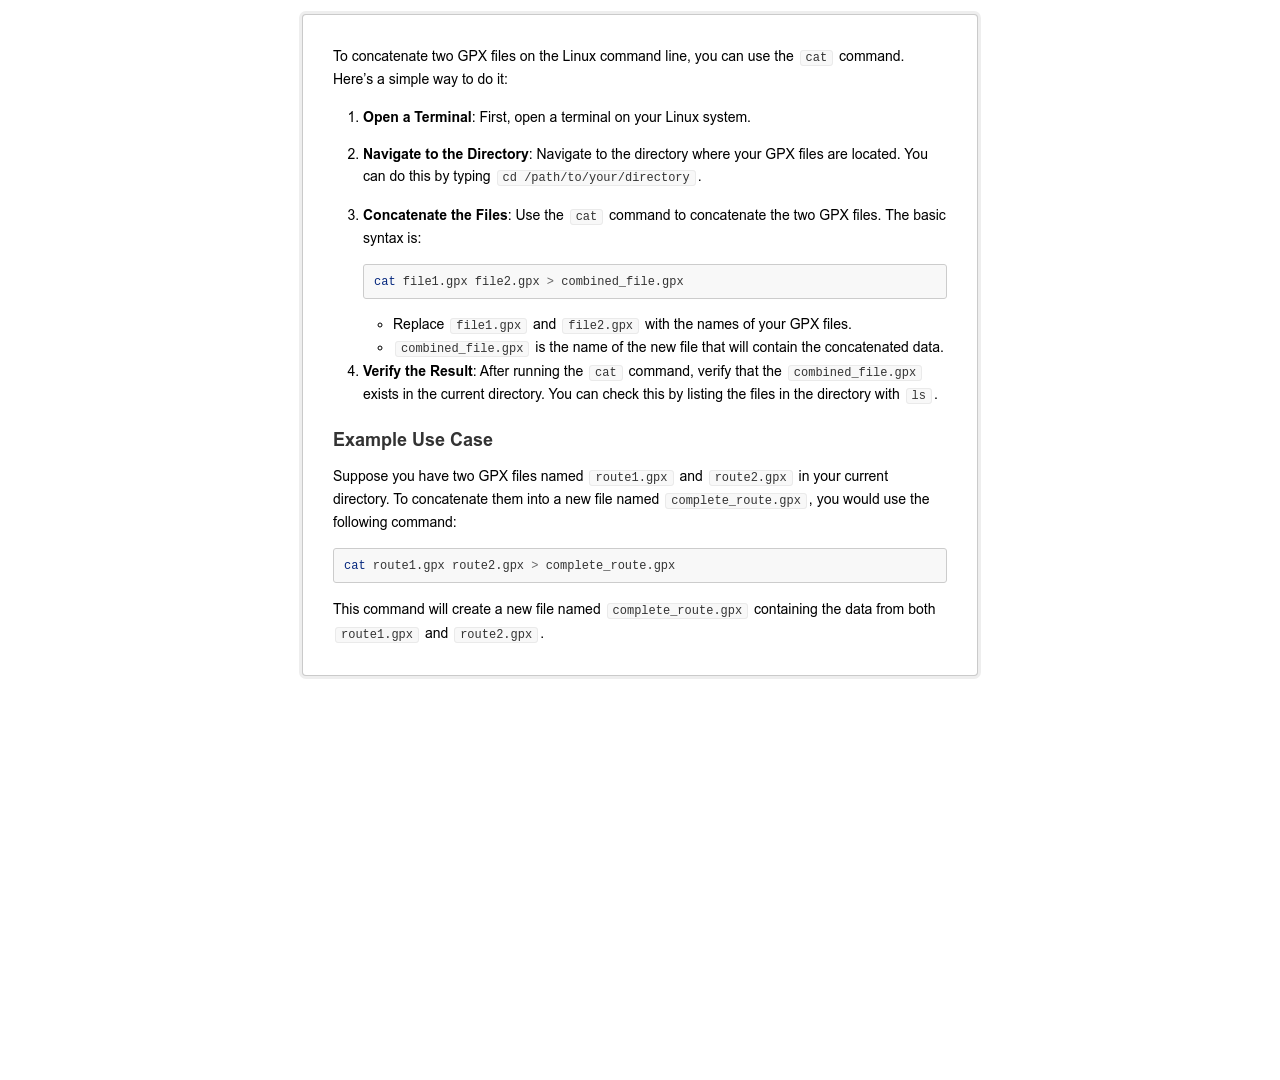 To concatenate two GPX files on the Linux command line, you can use the cat command.
Here's a simple way to do it:
1. Open a Terminal: First, open a terminal on your Linux system.
2. Navigate to the Directory: Navigate to the directory where your GPX files are located. You
can do this by typing cd /path/to/your/directory.
3. Concatenate the Files: Use the cat command to concatenate the two GPX files. The basic
syntax is:
cat file1.gpx file2.gpx > combined_file.gpx
◦ Replace file1.gpx and file2.gpx with the names of your GPX files.
◦ combined_file.gpx is the name of the new file that will contain the concatenated data.
4. Verify the Result: After running the cat command, verify that the combined_file.gpx
exists in the current directory. You can check this by listing the files in the directory with ls.
Example Use Case
Suppose you have two GPX files named route1.gpx and route2.gpx in your current
directory. To concatenate them into a new file named complete_route.gpx, you would use the
following command:
cat route1.gpx route2.gpx > complete_route.gpx
This command will create a new file named complete_route.gpx containing the data from both
route1.gpx and route2.gpx.